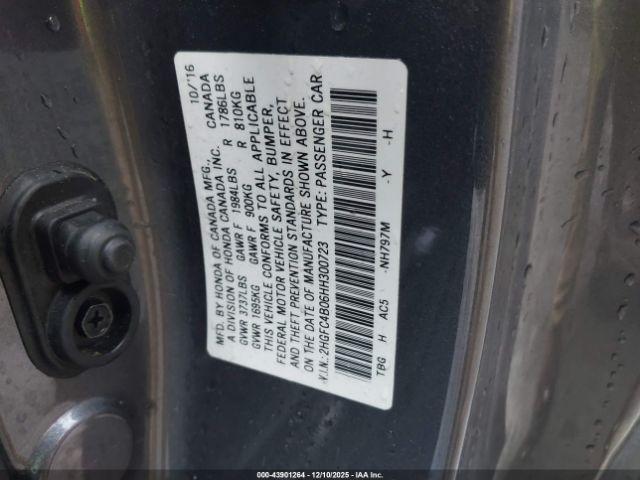 MFD. BY HONDA OF CANADA MFG., 10/'16
A DIVISION OF HONDA CANADA INC. CANADA
GVWR 3737LBS GAWR F 1984LBS R 1786LBS
GVWR 1695KG GAWR F 900KG R 810KG
THIS VEHICLE CONFORMS TO ALL APPLICABLE
FEDERAL MOTOR VEHICLE SAFETY, BUMPER,
AND THEFT PREVENTION STANDARDS IN EFFECT
ON THE DATE OF MANUFACTURE SHOWN ABOVE.
V.I.N.: 2HGFC4B06HH300723 TYPE: PASSENGER CAR
TBG H AC5 -NH797M -Y -H
00-43901264 - 12/10/2025 - IAA Inc.